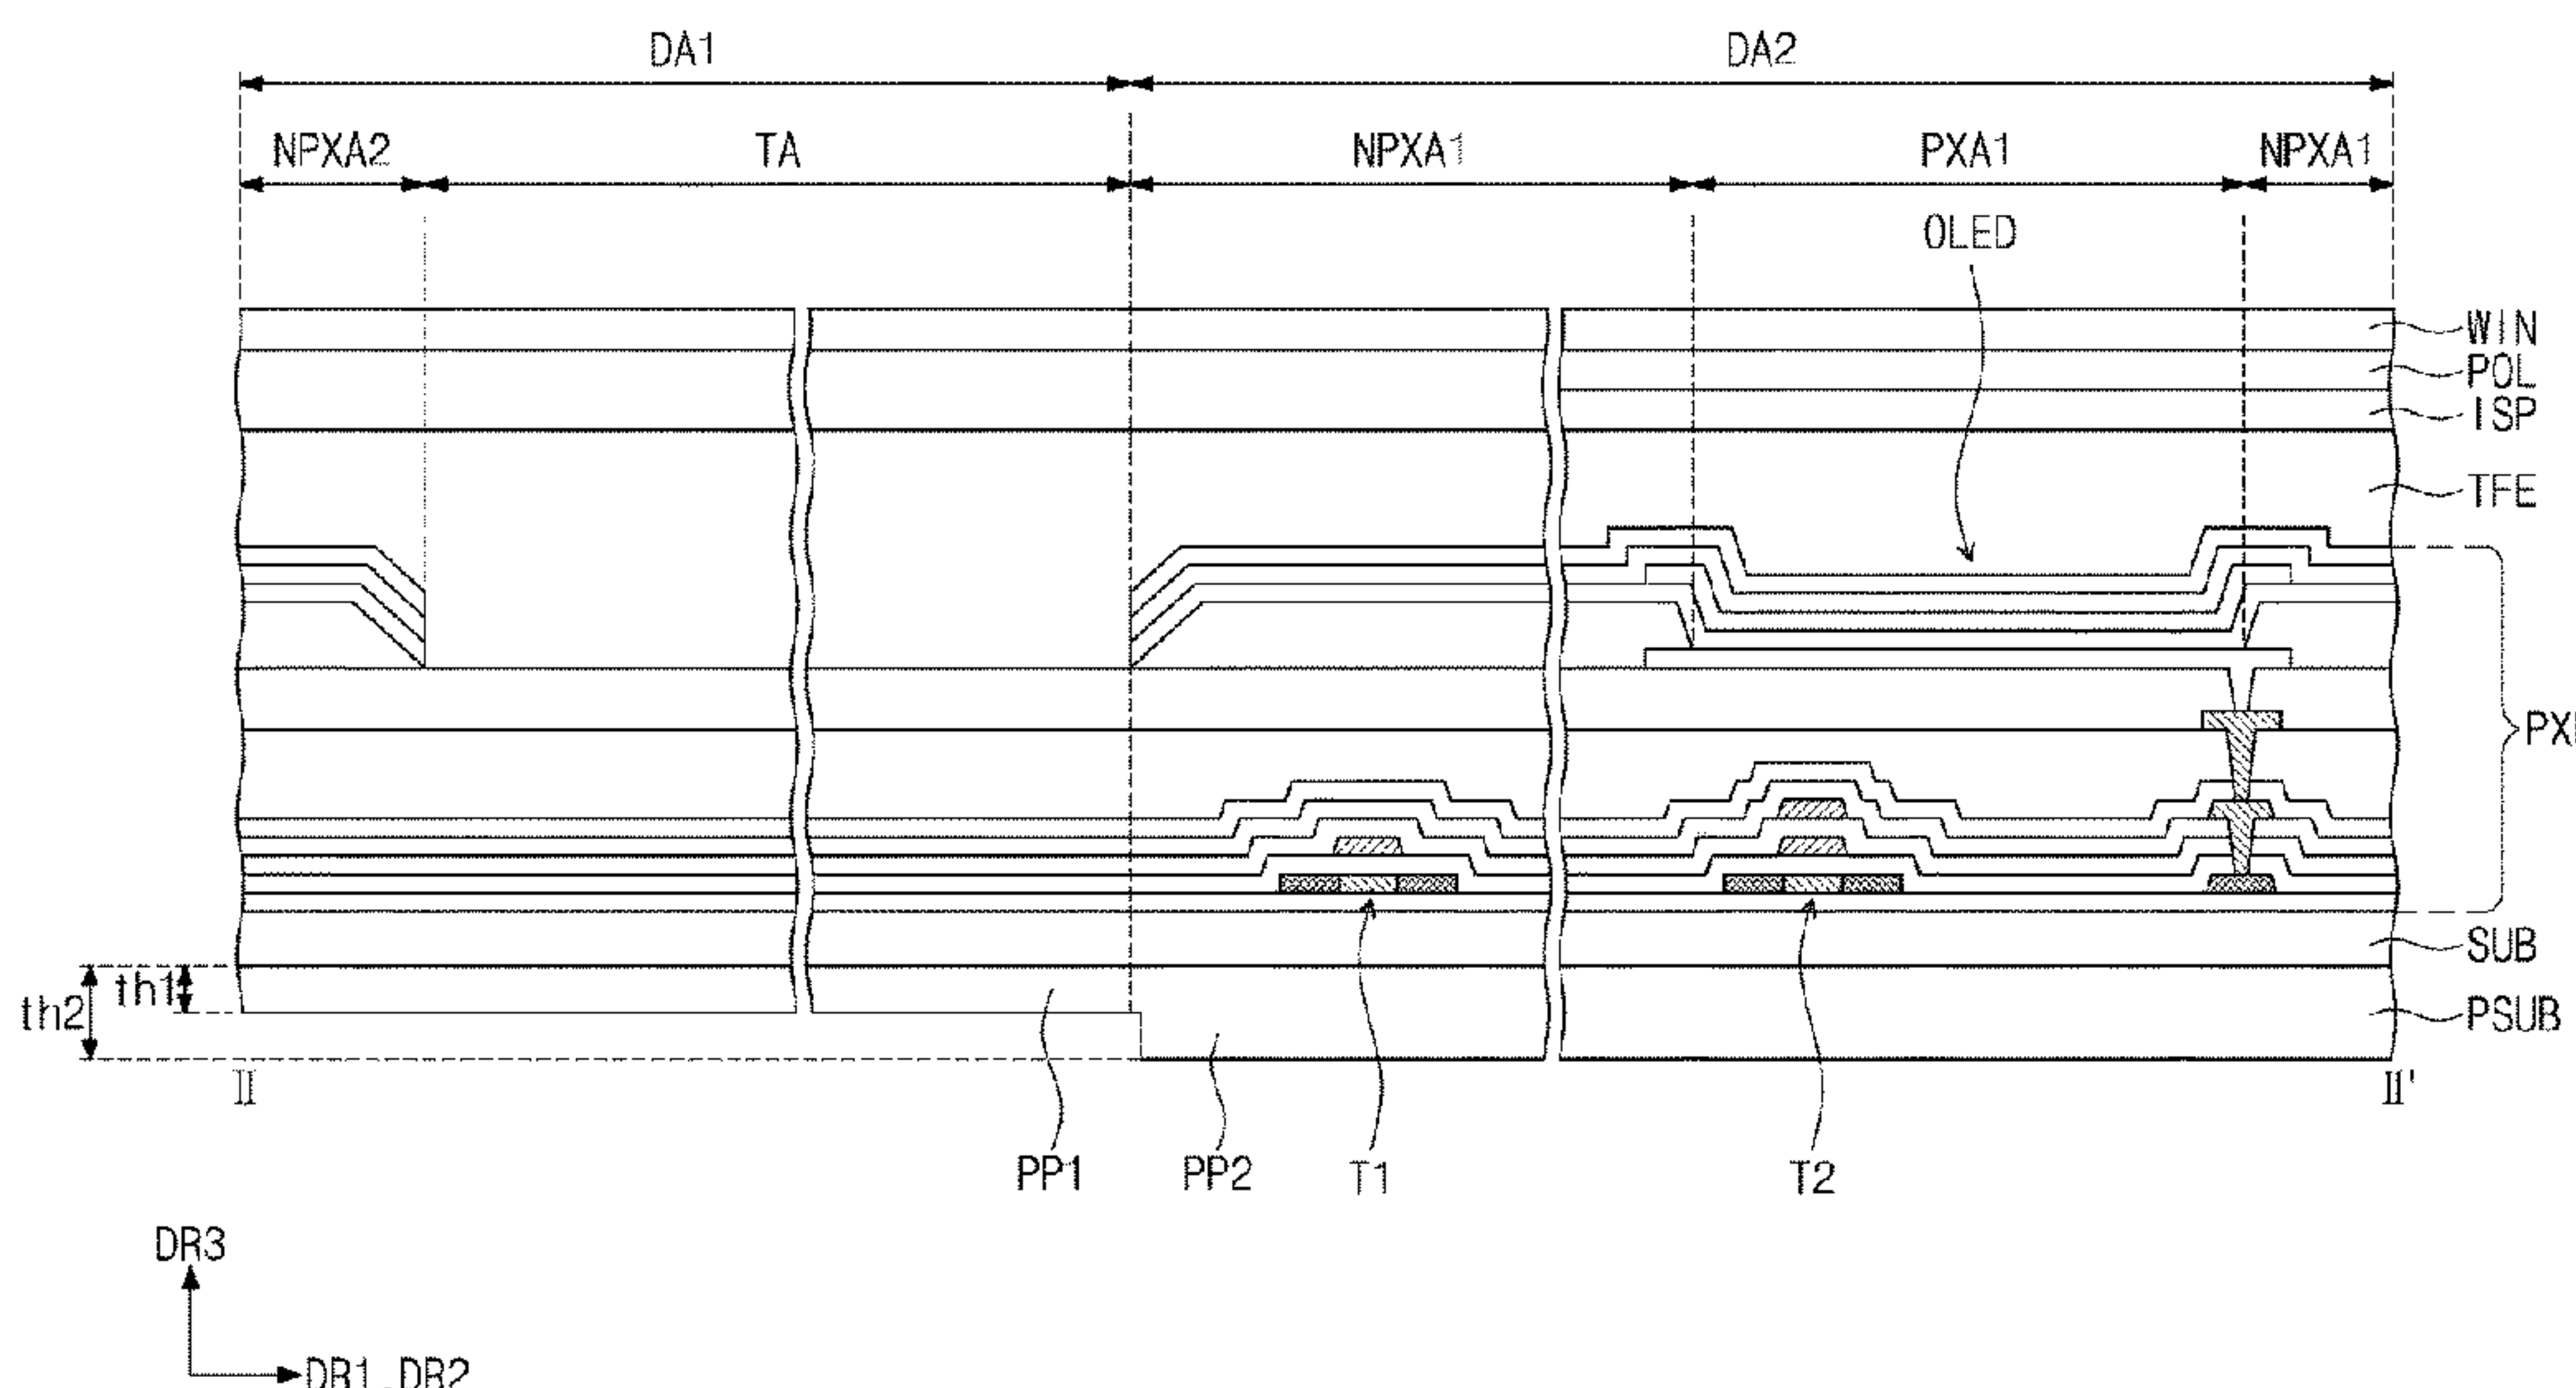 DA1 DA2
NPXA2 TA NPXA1 PXA1 NPXA1
OLED
WIN
POL
ISP
TFE
SUB
th1
th2
PSUB
II II'
PP1 PP2 T1 T2
DR3
DR1, DR2